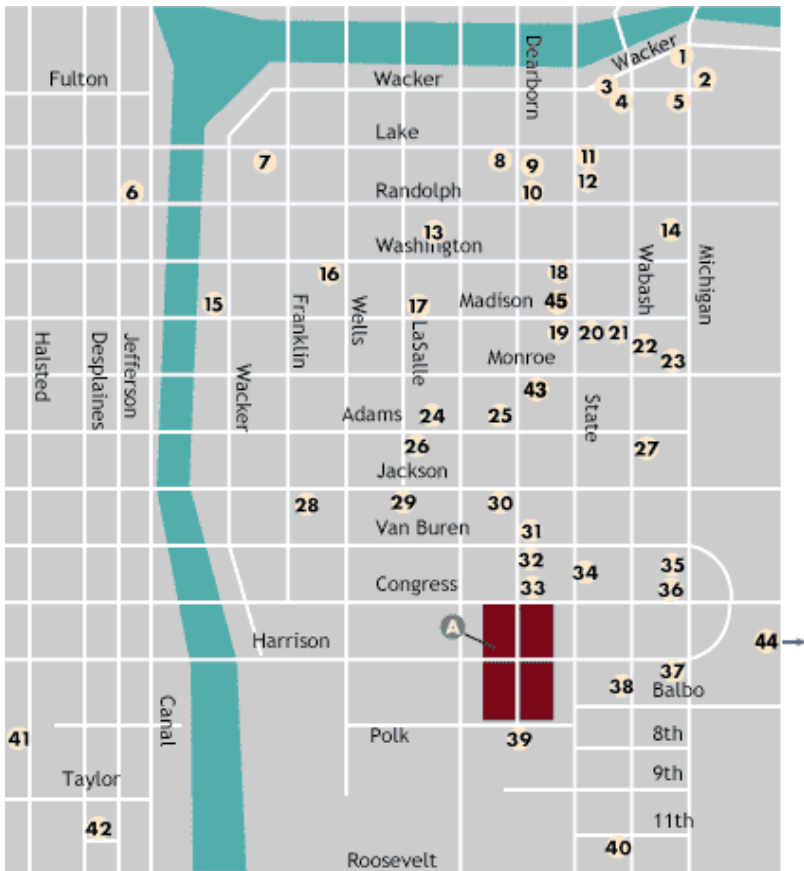 Dearborn
Wacker
1
Fulton
Wacker
2
3
4
5
Lake
7
8
9
11
6
Randolph
10
12
13
14
Washington
16
18
Wabash
Michigan
15
17
Madison
45
Franklin
Wells
LaSalle
19
20
21
22
Halsted
Desplaines
Jefferson
Monroe
23
Wacker
43
Adams
24
25
State
26
27
Jackson
28
29
30
Van Buren
31
32
34
35
Congress
33
36
A
Harrison
44
37
38
Balbo
Canal
41
Polk
39
8th
Taylor
9th
42
11th
40
Roosevelt